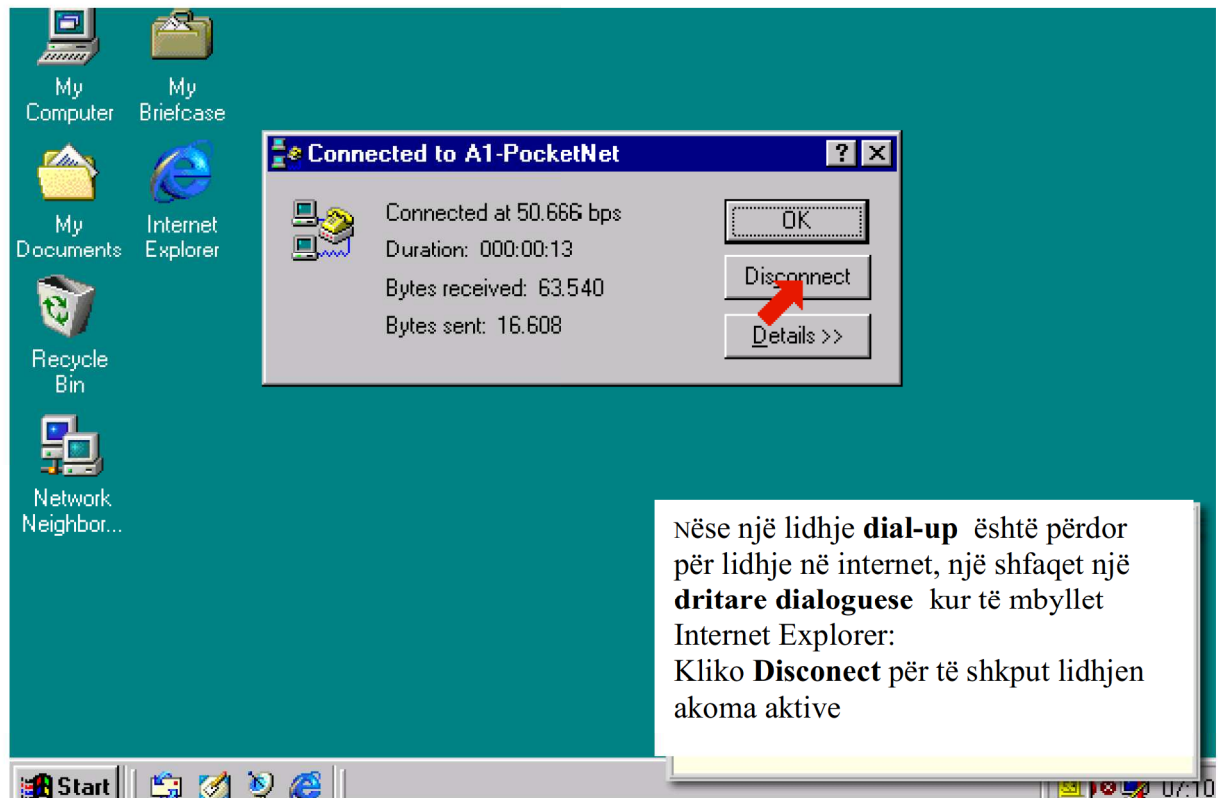 My
Computer
My
Briefcase
My
Documents
Internet
Explorer
Recycle
Bin
Network
Neighbor...
Connected to A1-PocketNet
Connected at 50.666 bps
Duration: 000:00:13
Bytes received: 63.540
Bytes sent: 16.608
OK
Disconnect
Details >>
Nëse një lidhje dial-up është përdor
për lidhje në internet, një shfaqet një
dritare dialoguese kur të mbyllet
Internet Explorer:
Kliko Disconect për të shkput lidhjen
akoma aktive
Start
07:10